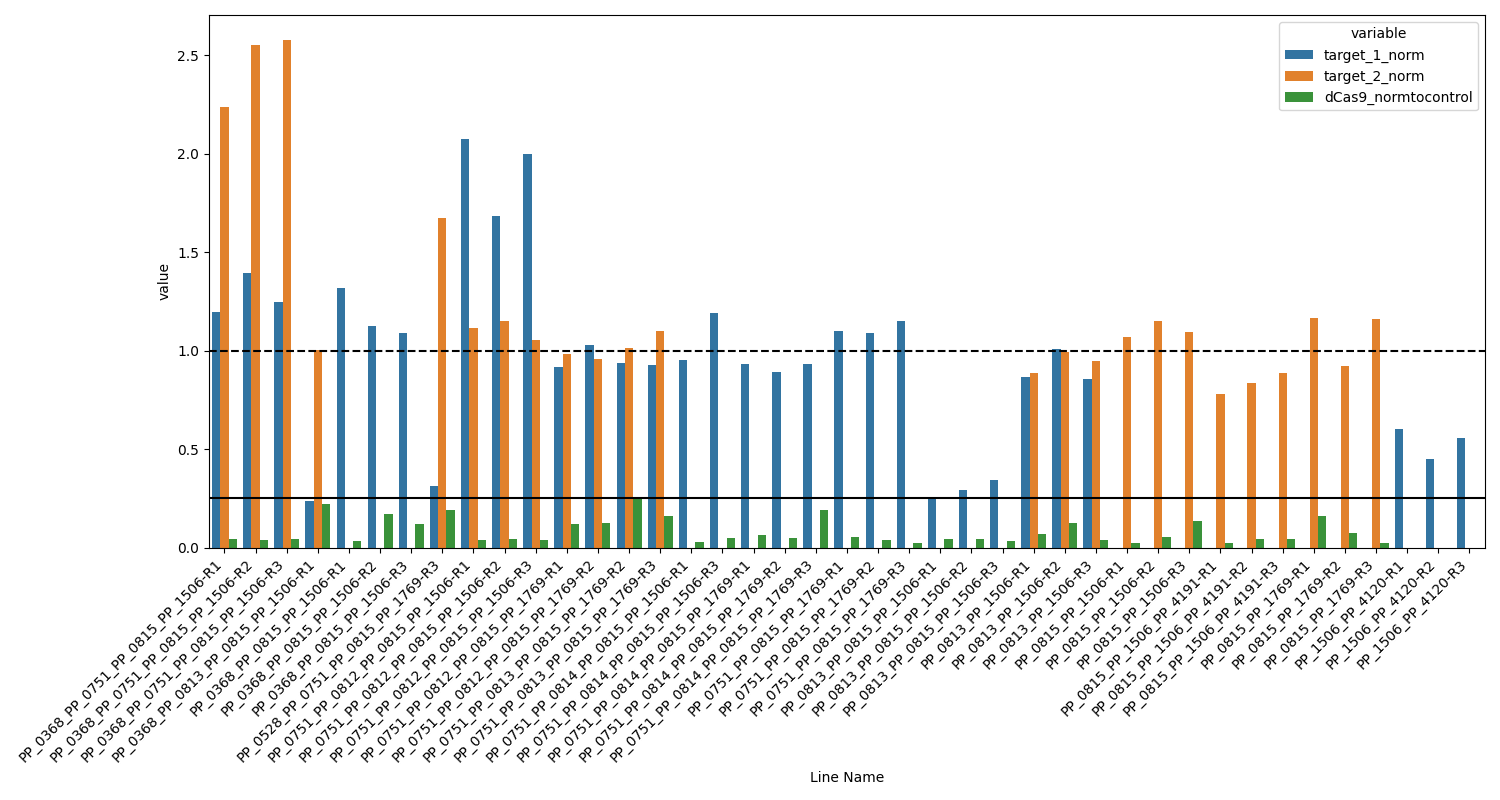 variable
target_1_norm
target_2_norm
dCas9_normtocontrol
value
2.5
2.0
1.5
1.0
0.5
0.0
PP_0368_PP_0751_PP_0815_PP_1506-R1
PP_0368_PP_0751_PP_0815_PP_1506-R2
PP_0368_PP_0751_PP_0815_PP_1506-R3
PP_0368_PP_0813_PP_0815_PP_1506-R1
PP_0368_PP_0815_PP_1506-R1
PP_0368_PP_0815_PP_1506-R2
PP_0368_PP_0815_PP_1506-R3
PP_0528_PP_0751_PP_0815_PP_1769-R3
PP_0751_PP_0812_PP_0815_PP_1506-R1
PP_0751_PP_0812_PP_0815_PP_1506-R2
PP_0751_PP_0812_PP_0815_PP_1506-R3
PP_0751_PP_0812_PP_0815_PP_1769-R1
PP_0751_PP_0812_PP_0815_PP_1769-R2
PP_0751_PP_0813_PP_0815_PP_1769-R2
PP_0751_PP_0813_PP_0815_PP_1769-R3
PP_0751_PP_0814_PP_0815_PP_1506-R1
PP_0751_PP_0814_PP_0815_PP_1506-R3
PP_0751_PP_0814_PP_0815_PP_1769-R1
PP_0751_PP_0814_PP_0815_PP_1769-R2
PP_0751_PP_0814_PP_0815_PP_1769-R3
PP_0751_PP_0815_PP_1769-R1
PP_0751_PP_0815_PP_1769-R2
PP_0751_PP_0815_PP_1769-R3
PP_0813_PP_0815_PP_1506-R1
PP_0813_PP_0815_PP_1506-R2
PP_0813_PP_0815_PP_1506-R3
PP_0813_PP_1506-R1
PP_0813_PP_1506-R2
PP_0813_PP_1506-R3
PP_0815_PP_1506-R1
PP_0815_PP_1506-R2
PP_0815_PP_1506-R3
PP_0815_PP_1506_PP_4191-R1
PP_0815_PP_1506_PP_4191-R2
PP_0815_PP_1506_PP_4191-R3
PP_0815_PP_1769-R1
PP_0815_PP_1769-R2
PP_0815_PP_1769-R3
PP_1506_PP_4120-R1
PP_1506_PP_4120-R2
PP_1506_PP_4120-R3
Line Name